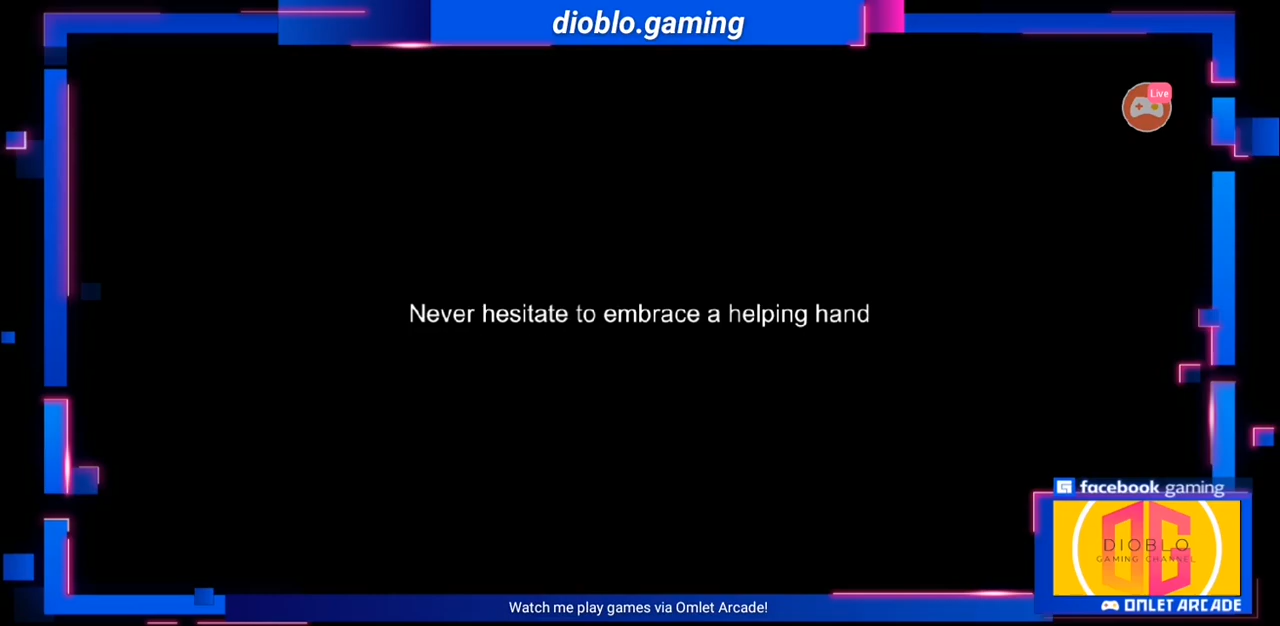 dioblo.gaming
Live
Never hesitate to embrace a helping hand
facebook gaming
DG
DIOBLO
GAMING CHANNEL
OMLET ARCADE
Watch me play games via Omlet Arcade!